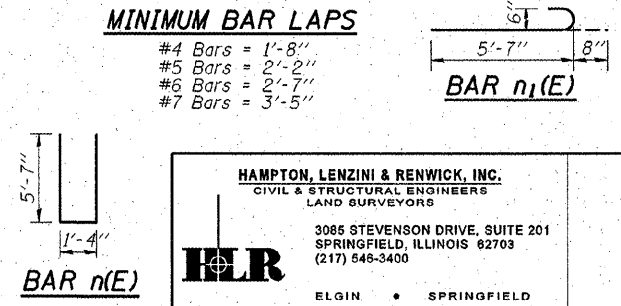 MINIMUM BAR LAPS
#4 Bars = 1'-8"
#5 Bars = 2'-2"
#6 Bars = 2'-7"
#7 Bars = 3'-5"
6"
5'-7"
8"
BAR n1(E)
5'-7"
1'-4"
BAR n(E)
HAMPTON, LENZINI & RENWICK, INC.
CIVIL & STRUCTURAL ENGINEERS
LAND SURVEYORS
HLR
3085 STEVENSON DRIVE, SUITE 201
SPRINGFIELD, ILLINOIS 62703
(217) 546-3400
ELGIN • SPRINGFIELD